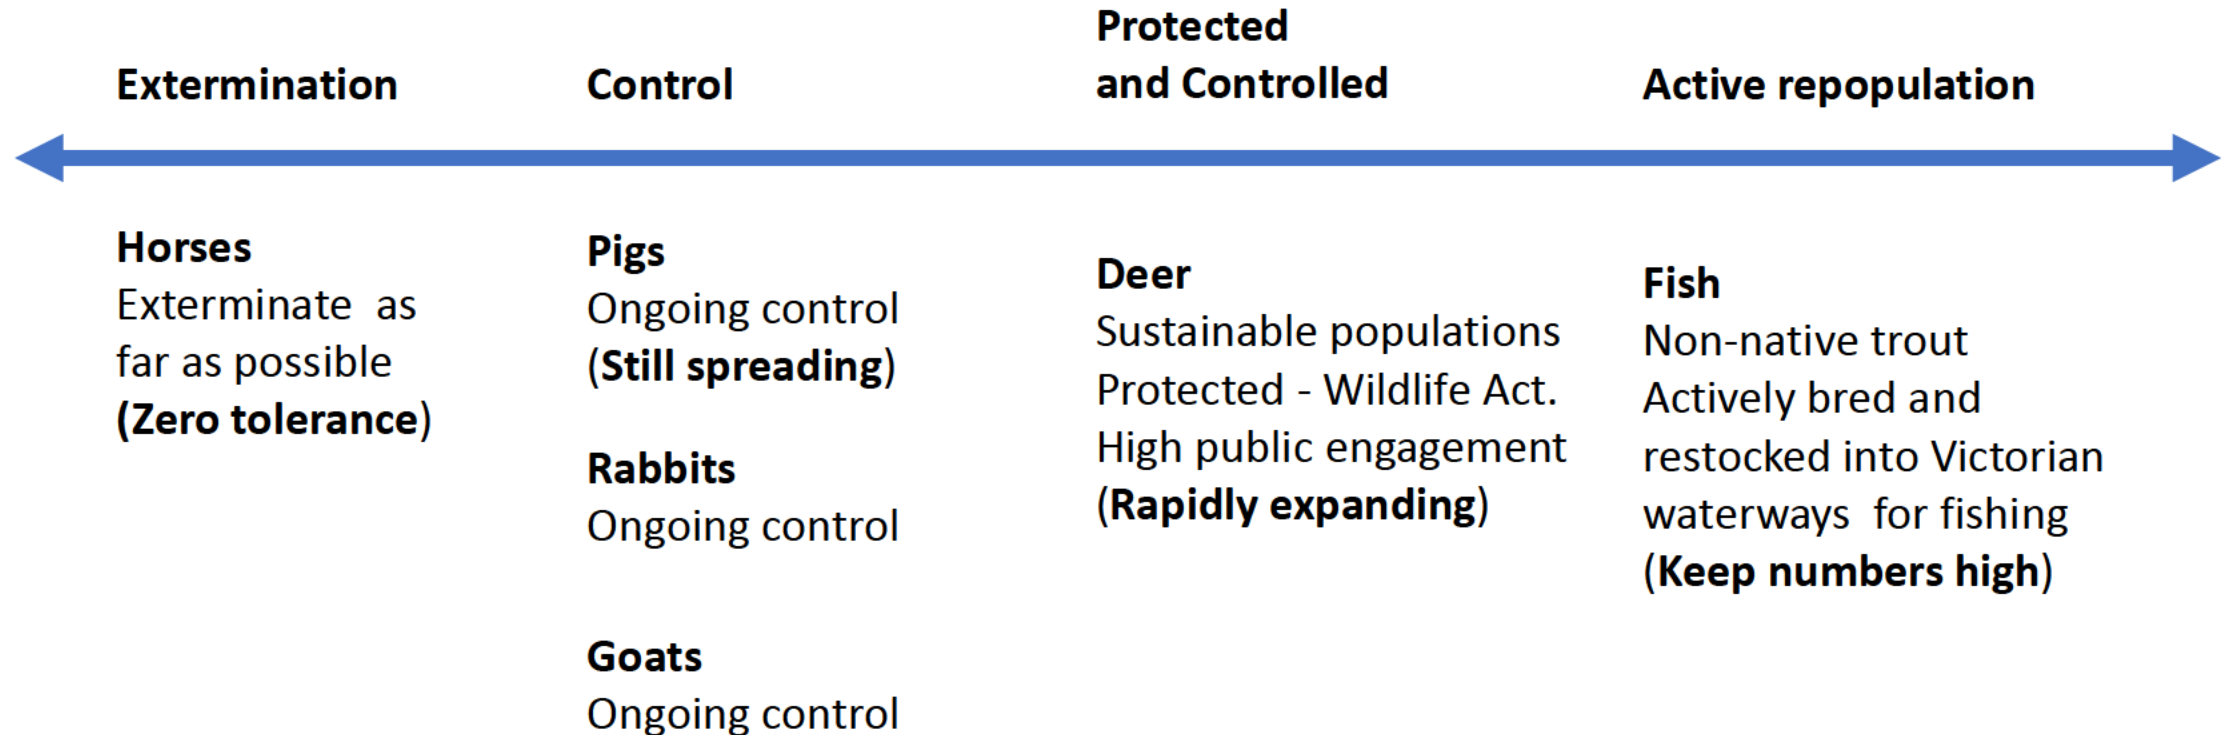 Extermination
Control
Protected
and Controlled
Active repopulation
Horses
Exterminate  as
far as possible
(Zero tolerance)
Pigs
Ongoing control
(Still spreading)
Rabbits
Ongoing control
Goats
Ongoing control
Deer
Sustainable populations
Protected - Wildlife Act.
High public engagement
(Rapidly expanding)
Fish
Non-native trout
Actively bred and
restocked into Victorian
waterways  for fishing
(Keep numbers high)